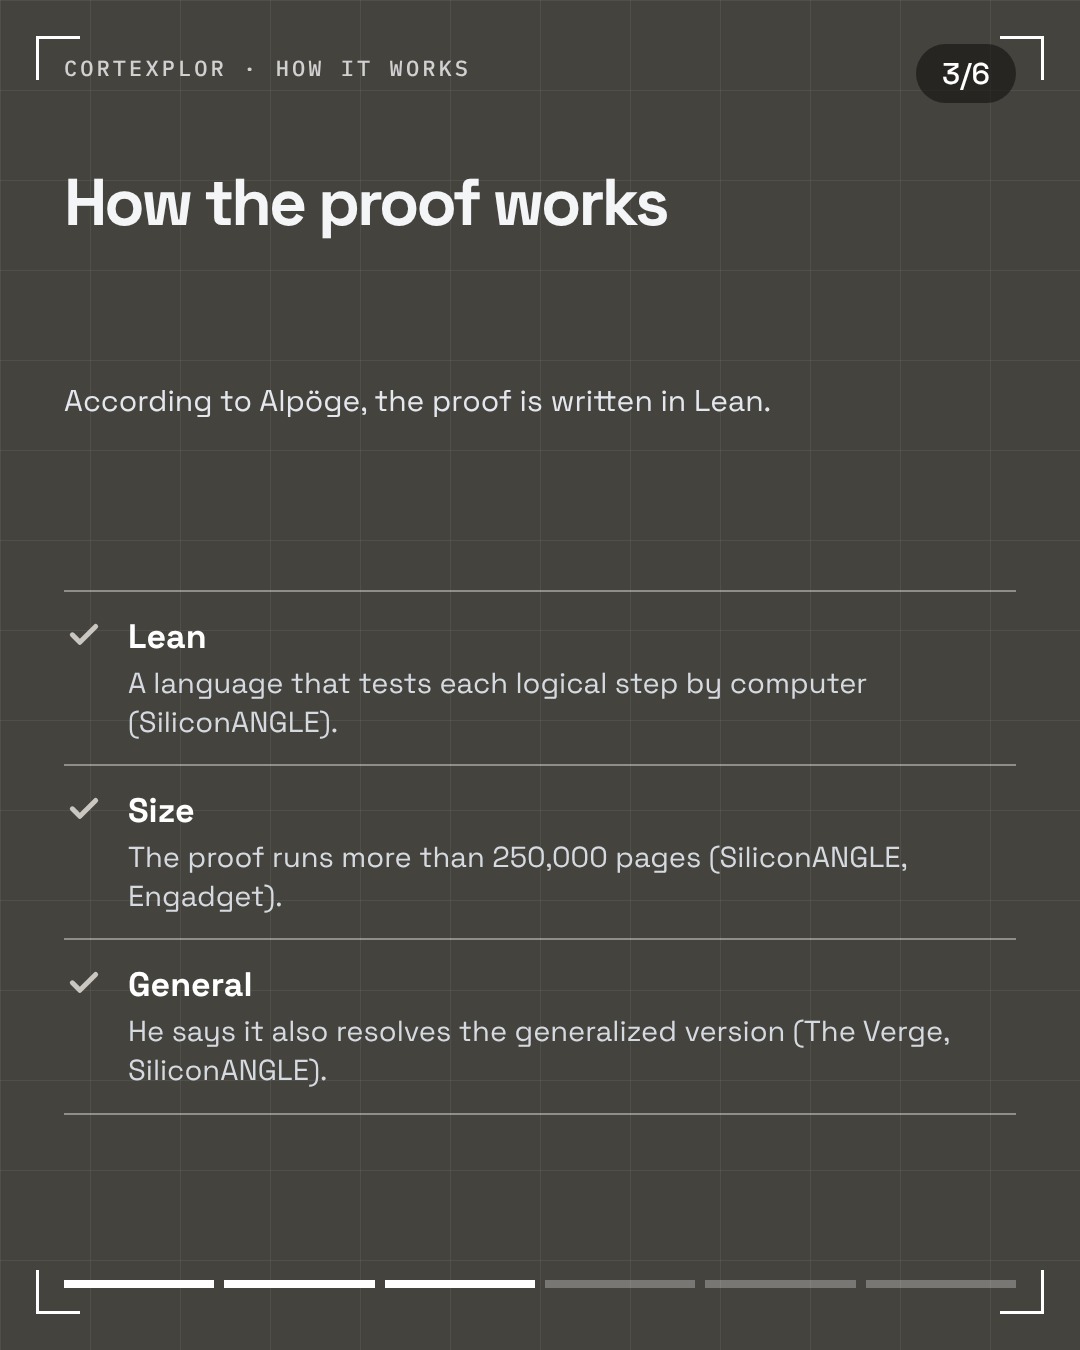 CORTEXPLOR · HOW IT WORKS
3/6
How the proof works
According to Alpöge, the proof is written in Lean.
Lean
A language that tests each logical step by computer
(SiliconANGLE).
Size
The proof runs more than 250,000 pages (SiliconANGLE,
Engadget).
General
He says it also resolves the generalized version (The Verge,
SiliconANGLE).